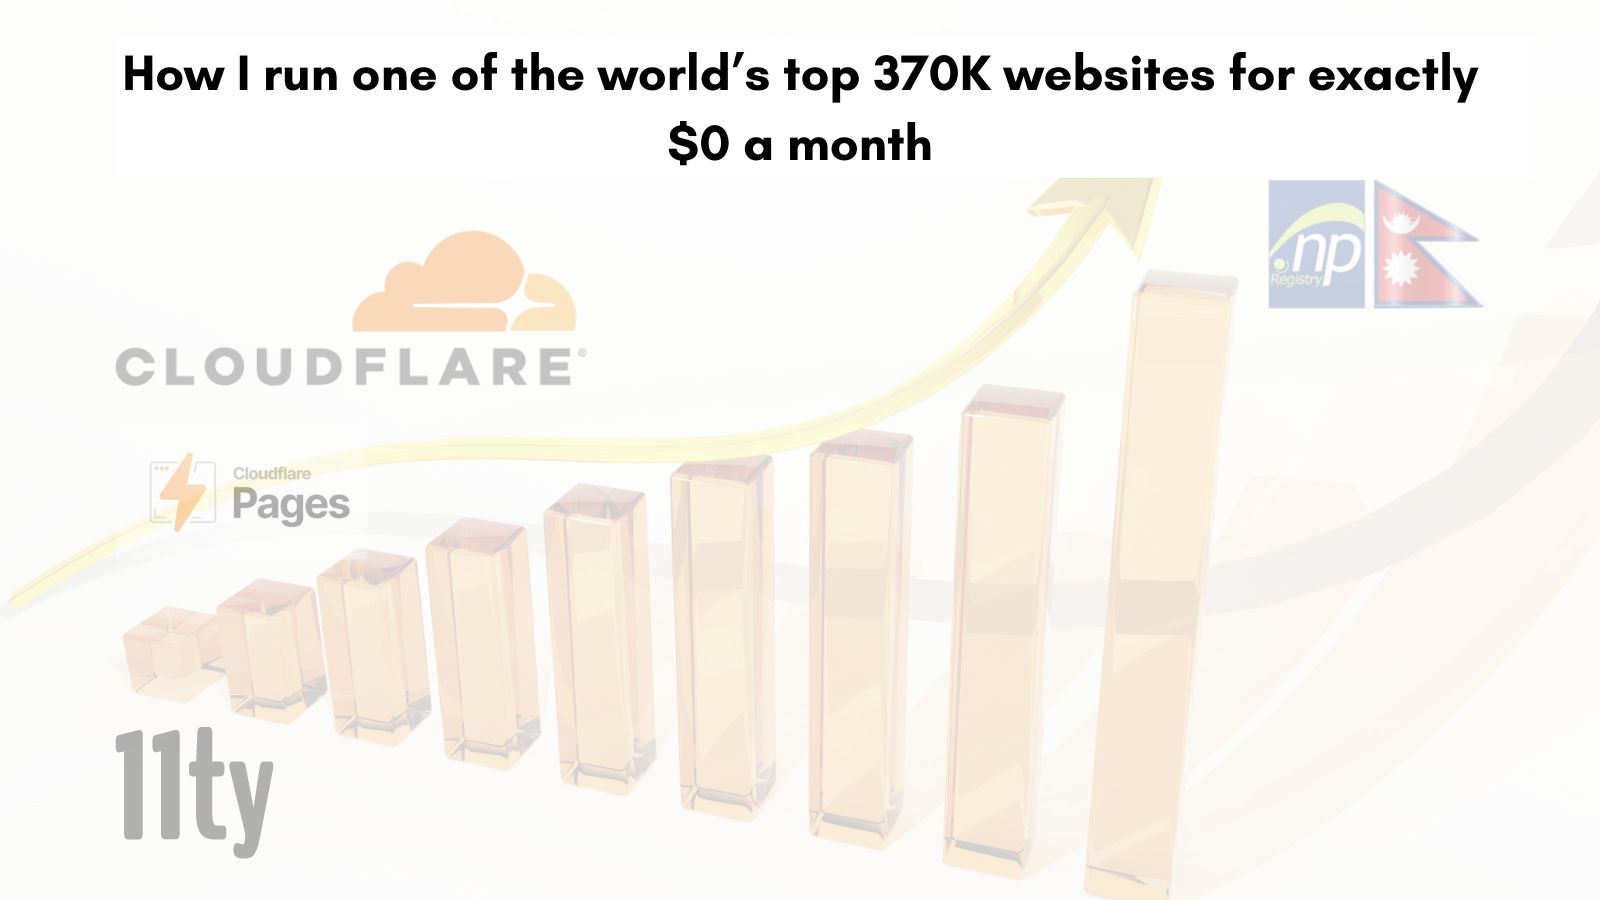 How I run one of the world’s top 370K websites for exactly
$0 a month
.np
Registry
CLOUDFLARE®
Cloudflare
Pages
11ty